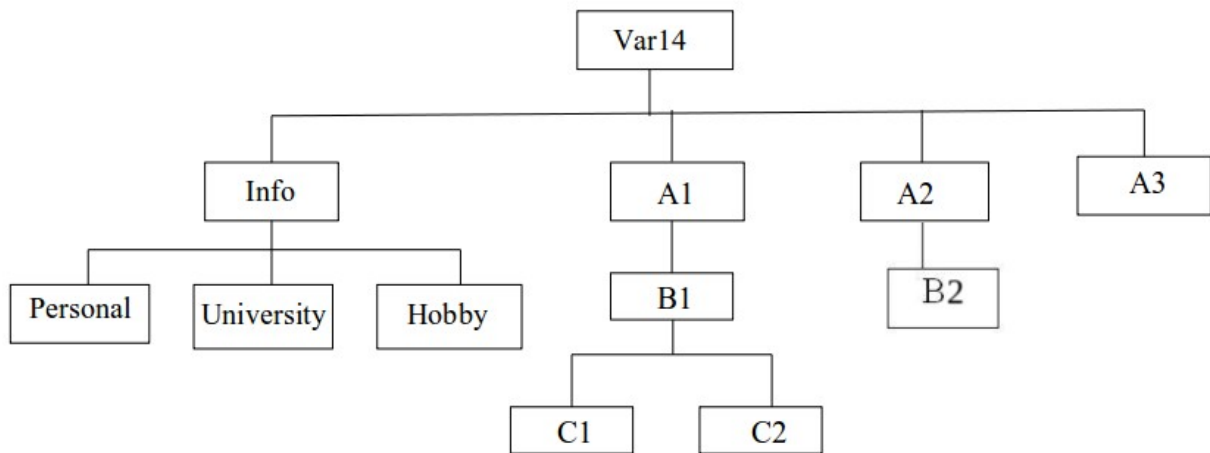 Var14
Info
A1
A2
A3
Personal
University
Hobby
B1
B2
C1
C2